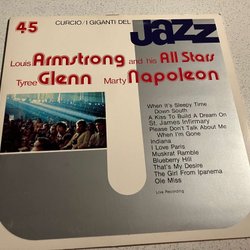 45
CURCIO/I GIGANTI DEL
jazz
Louis Armstrong and his All Stars
Tyree Glenn Marty Napoleon
When It's Sleepy Time
Down South
A Kiss To Build A Dream On
St. James Infirmary
Please Don't Talk About Me
When I'm Gone
Indiana
I Love Paris
Muskrat Ramble
Blueberry Hill
That's My Desire
The Girl From Ipanema
Ole Miss
Live Recording